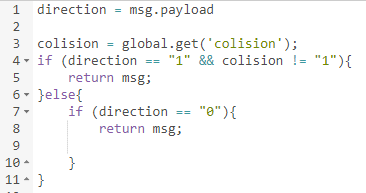 1 direction = msg.payload
2
3 colision = global.get('colision');
4 if (direction == "1" && colision != "1"){
5     return msg;
6 }else{
7     if (direction == "0"){
8         return msg;
9
10     }
11 }